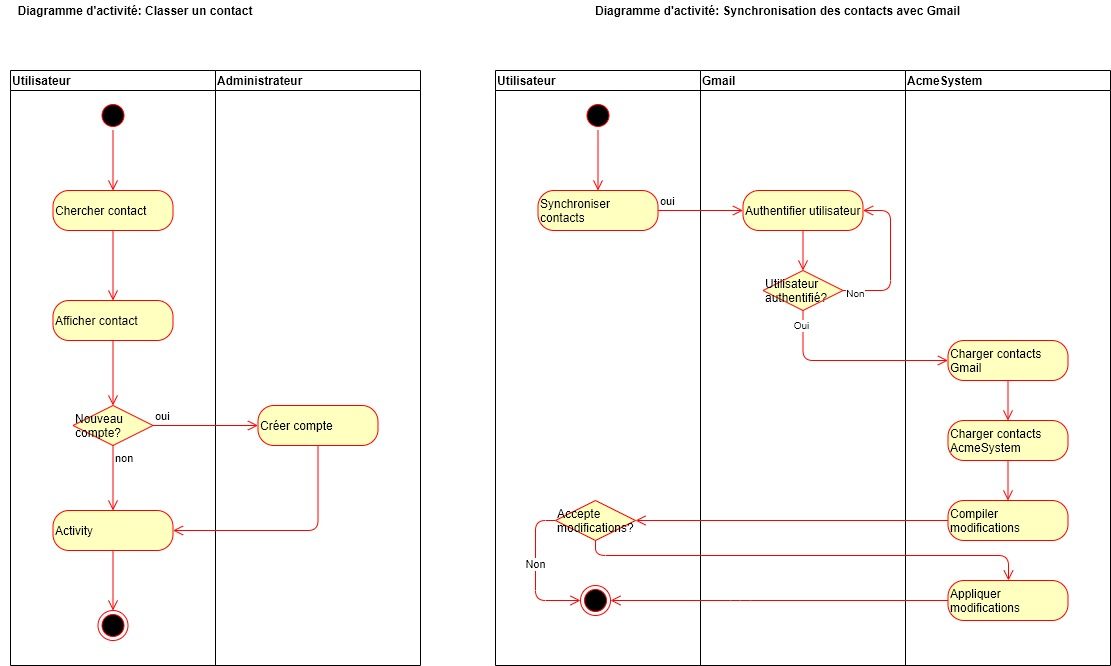 Diagramme d'activité: Classer un contact
Utilisateur
Administrateur
Chercher contact
Afficher contact
Nouveau
compte?
oui
Créer compte
non
Activity
Diagramme d'activité: Synchronisation des contacts avec Gmail
Utilisateur
Gmail
AcmeSystem
Synchroniser
contacts
oui
Authentifier utilisateur
Utilisateur
authentifié?
Non
Oui
Charger contacts
Gmail
Charger contacts
AcmeSystem
Compiler
modifications
Accepte
modifications?
Non
Appliquer
modifications